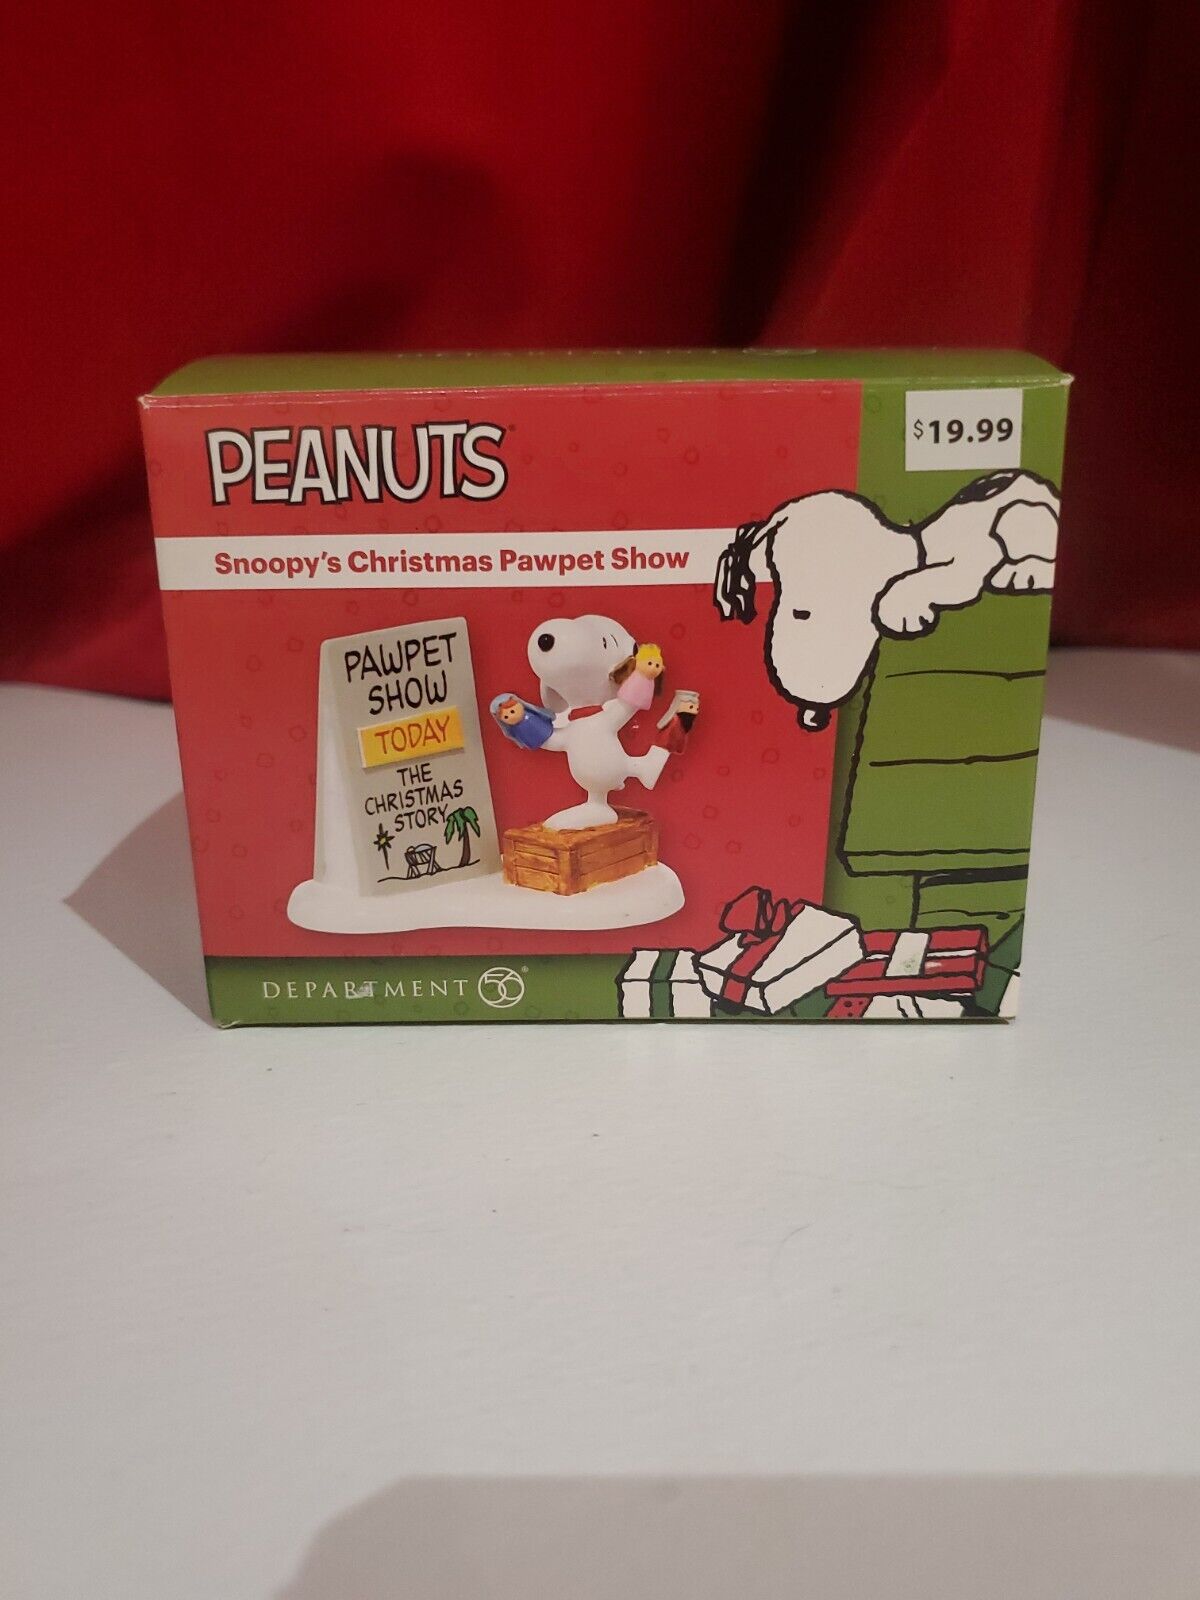 PEANUTS
$19.99
Snoopy's Christmas Pawpet Show
PAWPET
SHOW
TODAY
THE
CHRISTMAS
STORY
DEPARTMENT 56®